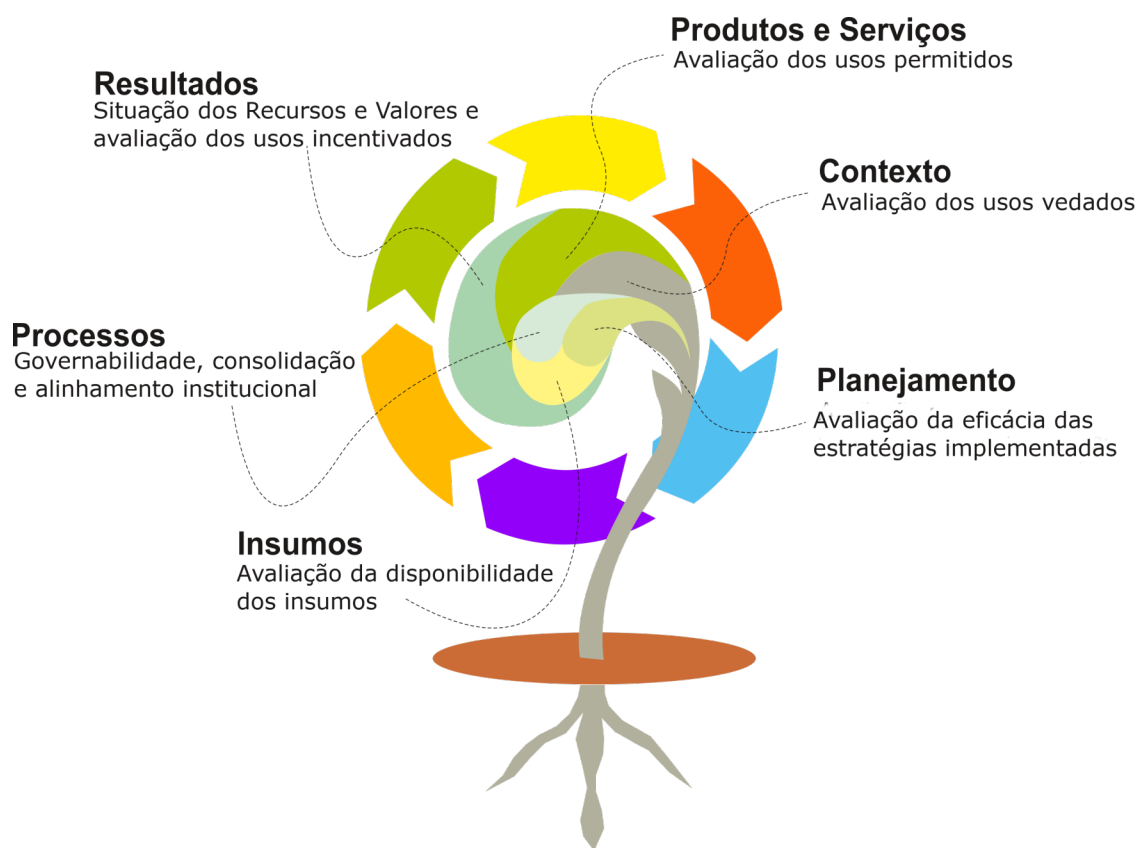 Produtos e Serviços
Avaliação dos usos permitidos
Resultados
Situação dos Recursos e Valores e
avaliação dos usos incentivados
Contexto
Avaliação dos usos vedados
Processos
Governabilidade, consolidação
e alinhamento institucional
Planejamento
Avaliação da eficácia das
estratégias implementadas
Insumos
Avaliação da disponibilidade
dos insumos